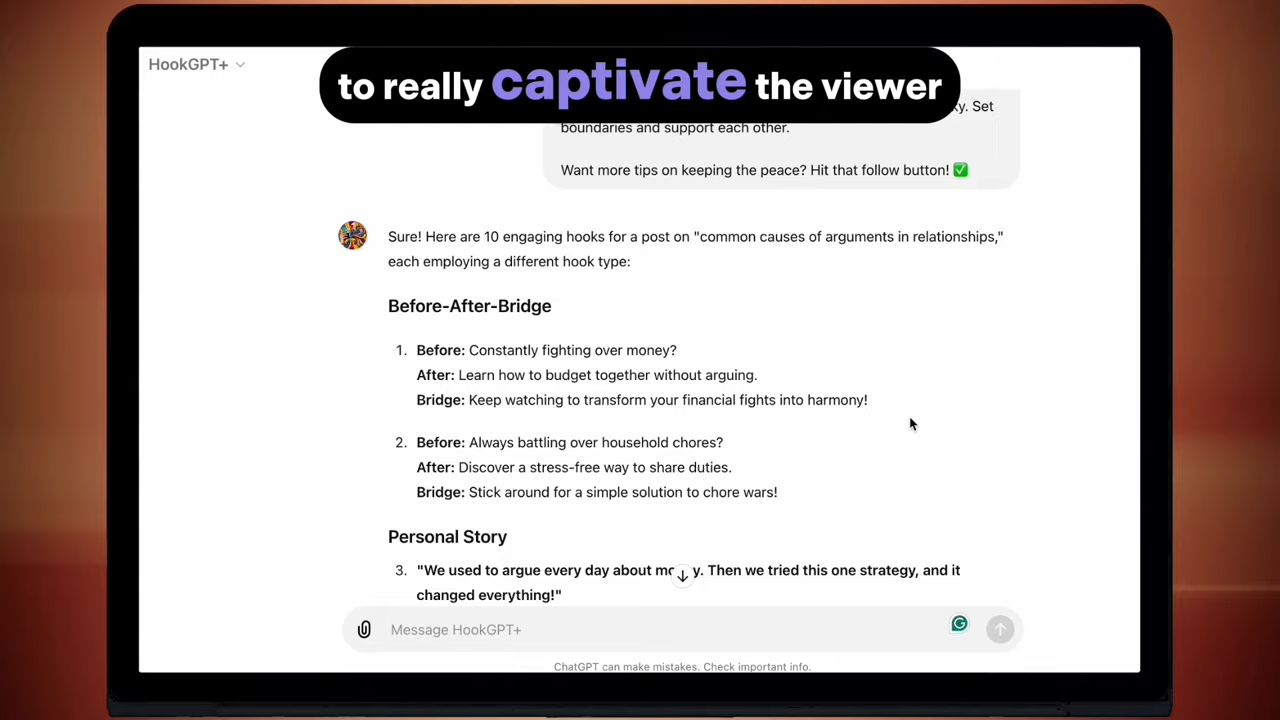 HookGPT+
to really captivate the viewer
ky. Set
boundaries and support each other.
Want more tips on keeping the peace? Hit that follow button! ✅
Sure! Here are 10 engaging hooks for a post on "common causes of arguments in relationships,"
each employing a different hook type:
Before-After-Bridge
1. Before: Constantly fighting over money?
After: Learn how to budget together without arguing.
Bridge: Keep watching to transform your financial fights into harmony!
2. Before: Always battling over household chores?
After: Discover a stress-free way to share duties.
Bridge: Stick around for a simple solution to chore wars!
Personal Story
3. "We used to argue every day about money. Then we tried this one strategy, and it
changed everything!"
Message HookGPT+
ChatGPT can make mistakes. Check important info.